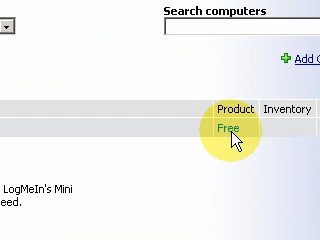 Search computers
Add
Product Inventory
Free
LogMeIn's Mini
eed.